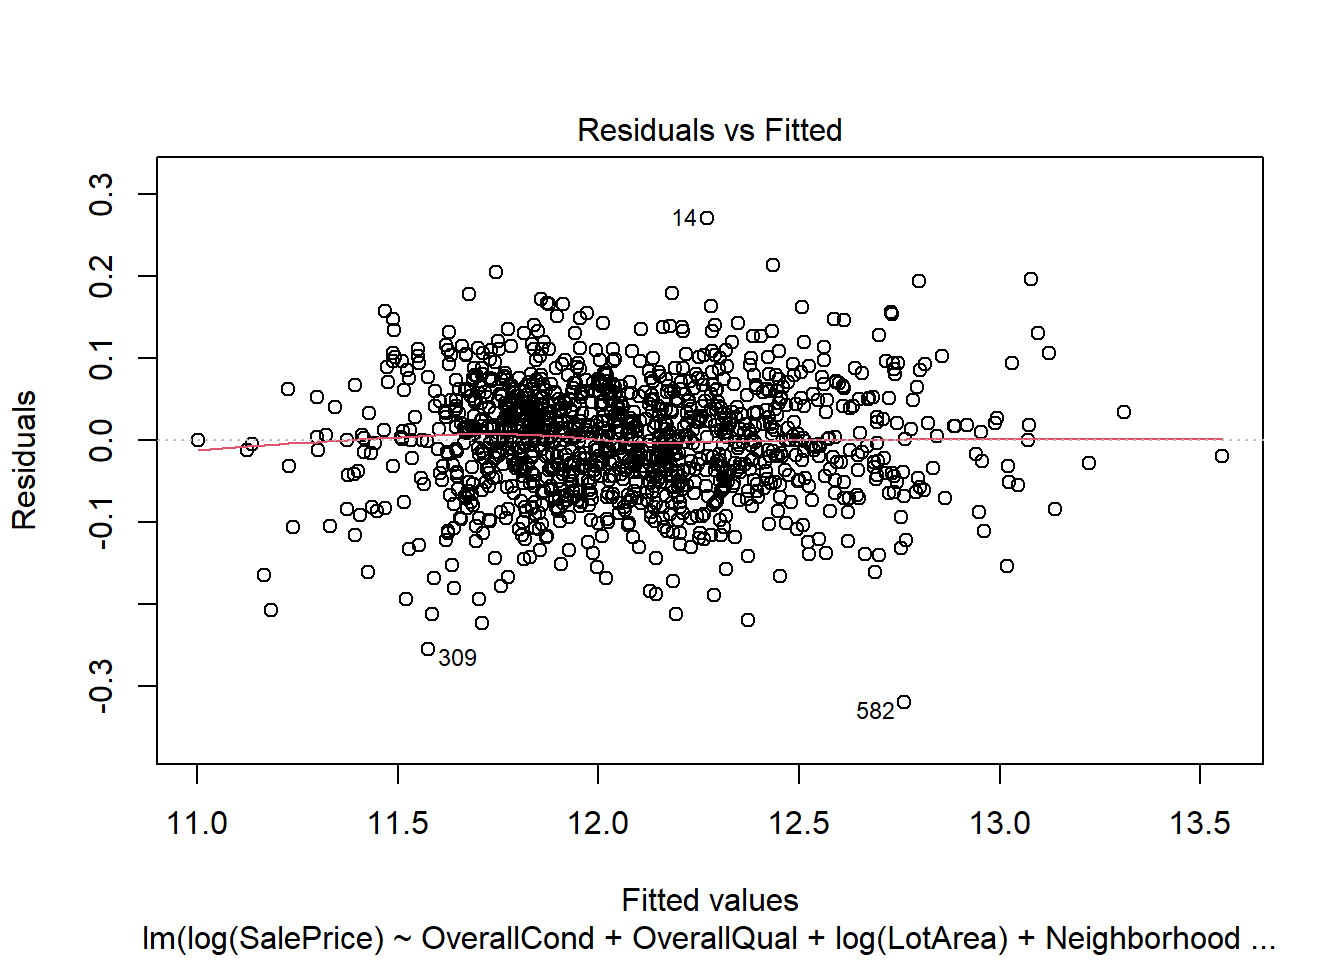 Residuals vs Fitted
Residuals
0.3
0.2
0.1
0.0
-0.1
-0.3
14
309
582
11.0 11.5 12.0 12.5 13.0 13.5
Fitted values
lm(log(SalePrice) ~ OverallCond + OverallQual + log(LotArea) + Neighborhood ...